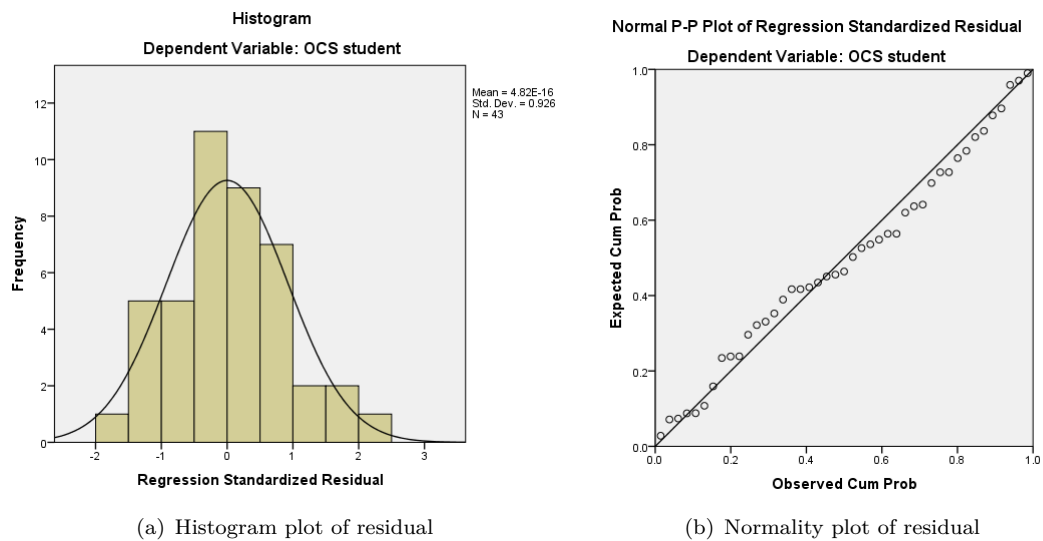 Histogram
Dependent Variable: OCS student
Mean = 4.82E-16
Std. Dev. = 0.926
N = 43
Frequency
12
10
8
6
4
2
0
-2
-1
0
1
2
3
Regression Standardized Residual
(a) Histogram plot of residual
Normal P-P Plot of Regression Standardized Residual
Dependent Variable: OCS student
Expected Cum Prob
1.0
0.8
0.6
0.4
0.2
0.0
0.0
0.2
0.4
0.6
0.8
1.0
Observed Cum Prob
(b) Normality plot of residual